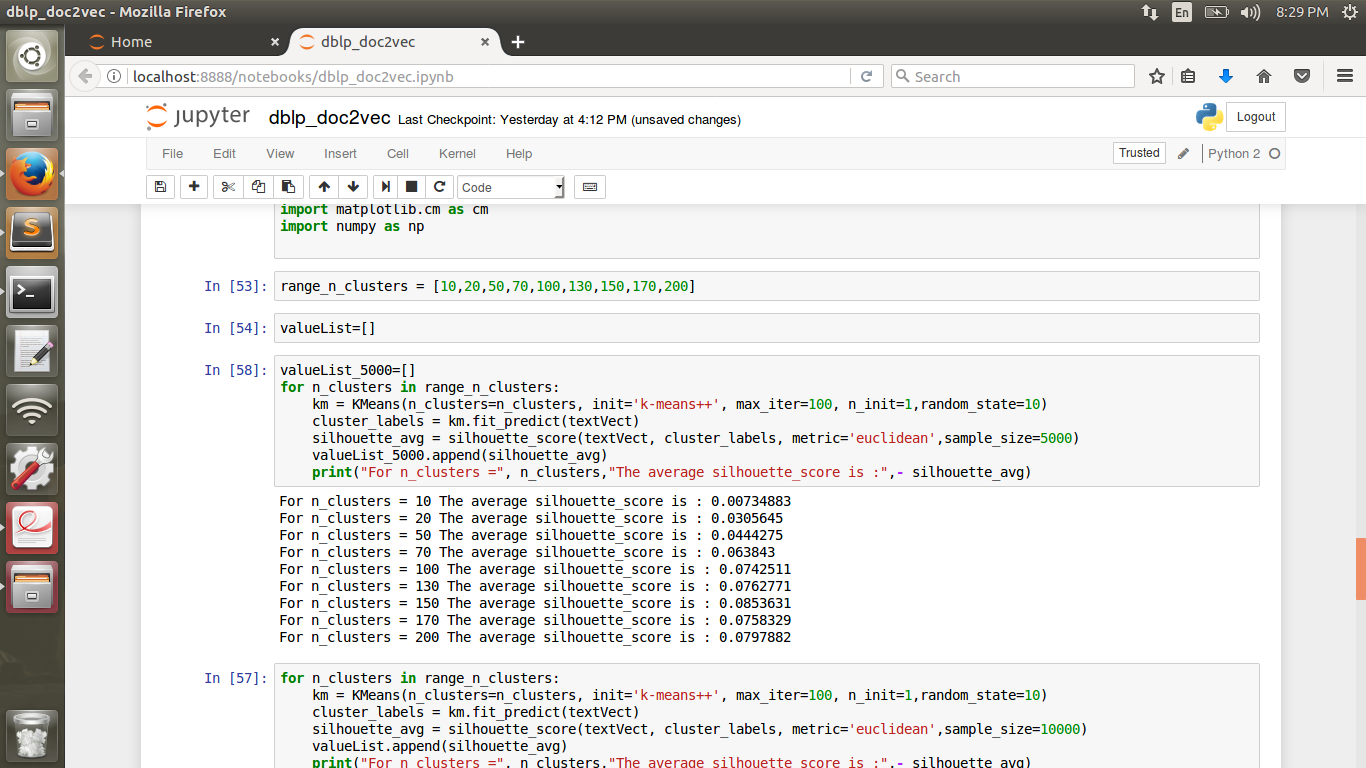 dblp_doc2vec - Mozilla Firefox
En
8:29 PM
Home
dblp_doc2vec
localhost:8888/notebooks/dblp_doc2vec.ipynb
Search
jupyter
dblp_doc2vec Last Checkpoint: Yesterday at 4:12 PM (unsaved changes)
Logout
File Edit View Insert Cell Kernel Help
Trusted
Python 2
Code
import matplotlib.cm as cm
import numpy as np
In [53]: range_n_clusters = [10,20,50,70,100,130,150,170,200]
In [54]: valueList=[]
In [58]: valueList_5000=[]
for n_clusters in range_n_clusters:
    km = KMeans(n_clusters=n_clusters, init='k-means++', max_iter=100, n_init=1,random_state=10)
    cluster_labels = km.fit_predict(textVect)
    silhouette_avg = silhouette_score(textVect, cluster_labels, metric='euclidean',sample_size=5000)
    valueList_5000.append(silhouette_avg)
    print("For n_clusters =", n_clusters,"The average silhouette_score is :",- silhouette_avg)
For n_clusters = 10 The average silhouette_score is : 0.00734883
For n_clusters = 20 The average silhouette_score is : 0.0305645
For n_clusters = 50 The average silhouette_score is : 0.0444275
For n_clusters = 70 The average silhouette_score is : 0.063843
For n_clusters = 100 The average silhouette_score is : 0.0742511
For n_clusters = 130 The average silhouette_score is : 0.0762771
For n_clusters = 150 The average silhouette_score is : 0.0853631
For n_clusters = 170 The average silhouette_score is : 0.0758329
For n_clusters = 200 The average silhouette_score is : 0.0797882
In [57]: for n_clusters in range_n_clusters:
    km = KMeans(n_clusters=n_clusters, init='k-means++', max_iter=100, n_init=1,random_state=10)
    cluster_labels = km.fit_predict(textVect)
    silhouette_avg = silhouette_score(textVect, cluster_labels, metric='euclidean',sample_size=10000)
    valueList.append(silhouette_avg)
    print("For n_clusters =", n_clusters,"The average silhouette_score is :",- silhouette_avg)